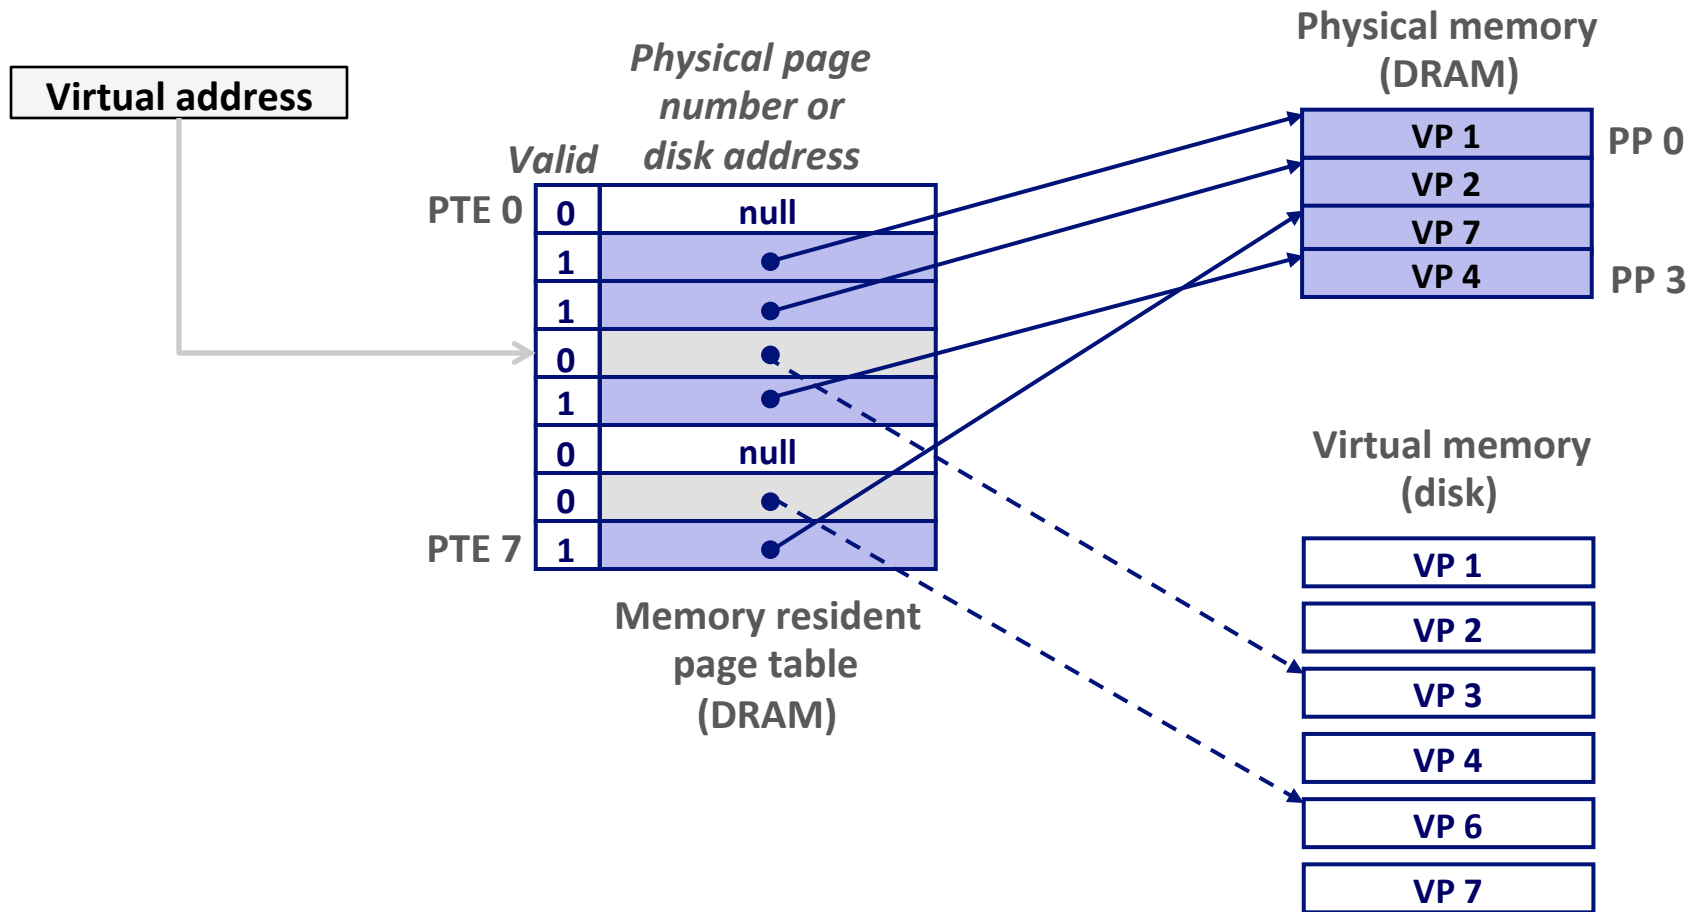 Virtual address
Physical page
number or
disk address
Valid
PTE 0
0
null
1
1
0
1
0
null
0
PTE 7
1
Memory resident
page table
(DRAM)
Physical memory
(DRAM)
VP 1
PP 0
VP 2
VP 7
VP 4
PP 3
Virtual memory
(disk)
VP 1
VP 2
VP 3
VP 4
VP 6
VP 7